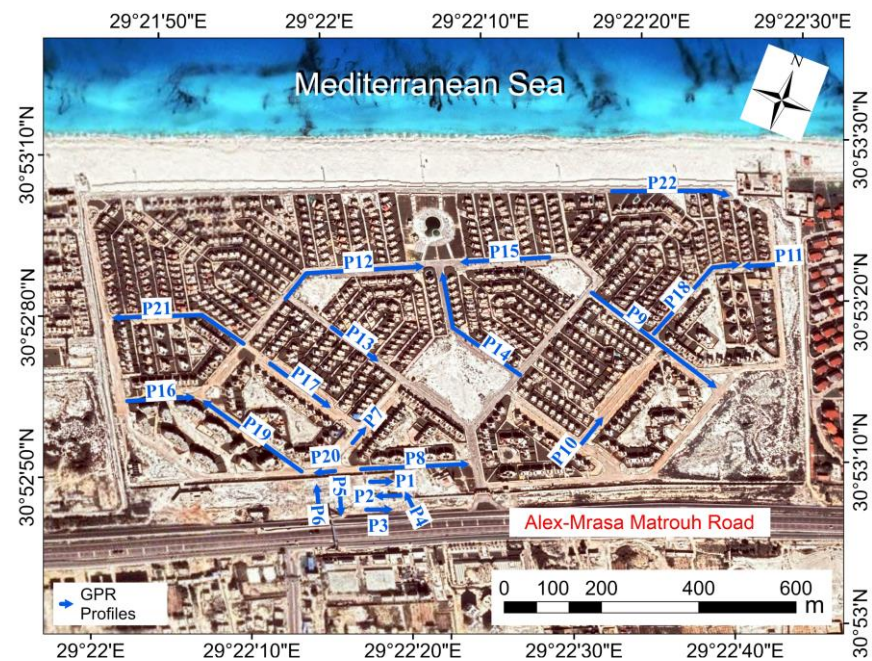 29°21'50"E 29°22'E 29°22'10"E 29°22'20"E 29°22'30"E
N
Mediterranean Sea
30°53'10"N
30°53'30"N
P22
P12
P15
P11
P18
30°52'80"N
30°53'20"N
P21
P9
P13
P14
P17
P16
P7
P19
P10
P20
P8
30°52'50"N
30°53'10"N
P1
P5
P2
P6
P4
P3
Alex-Mrasa Matrouh Road
GPR
Profiles
0 100 200 400 600
m
30°53'N
29°22'E 29°22'10"E 29°22'20"E 29°22'30"E 29°22'40"E